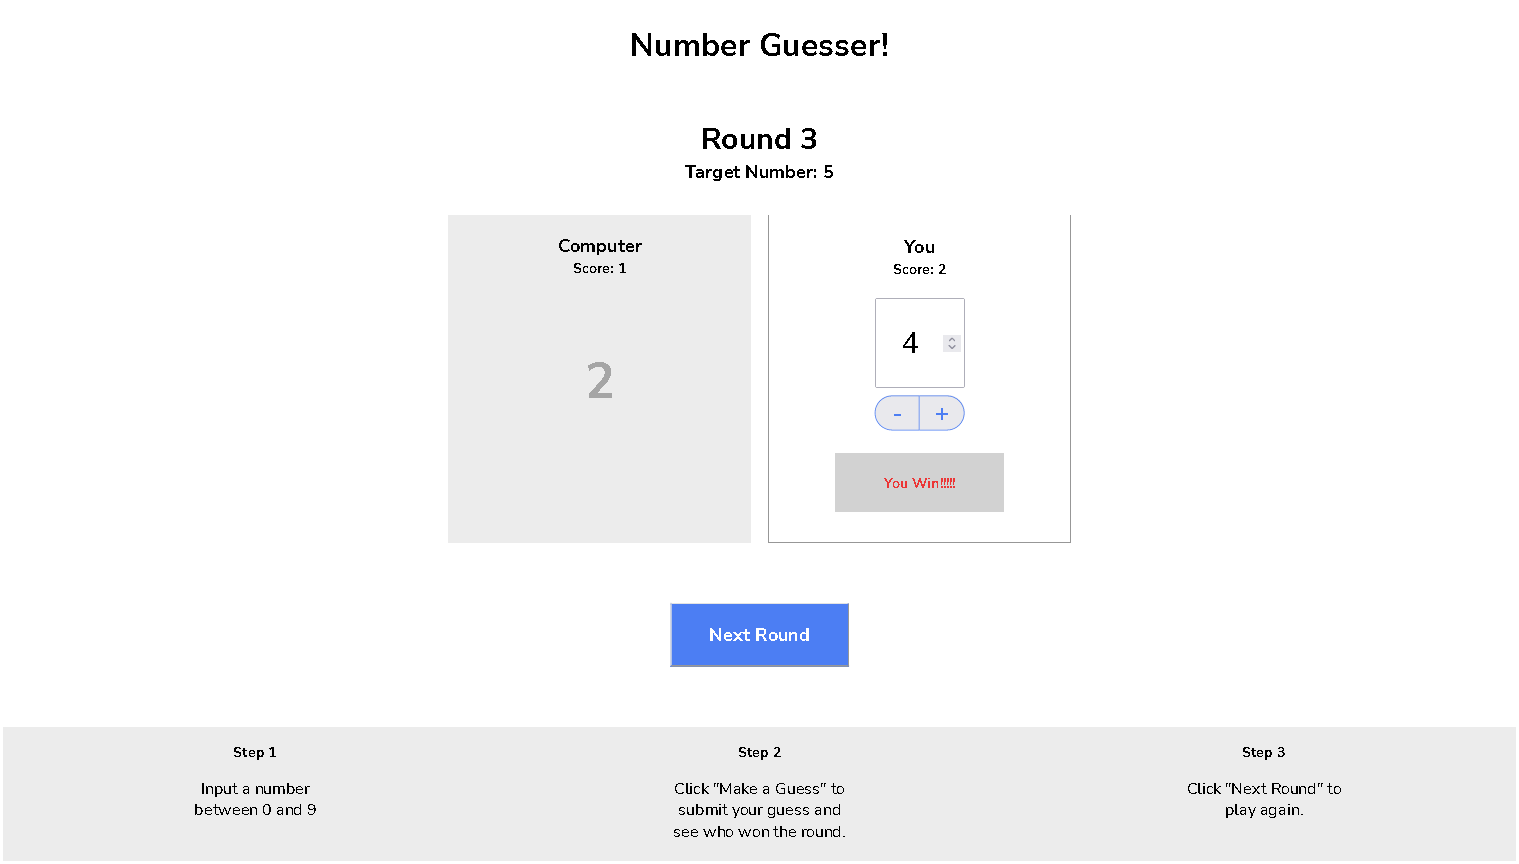 Number Guesser!
Round 3
Target Number: 5
Computer
Score: 1
2
You
Score: 2
4
- +
You Win!!!!!
Next Round
Step 1
Input a number
between 0 and 9
Step 2
Click "Make a Guess" to
submit your guess and
see who won the round.
Step 3
Click "Next Round" to
play again.